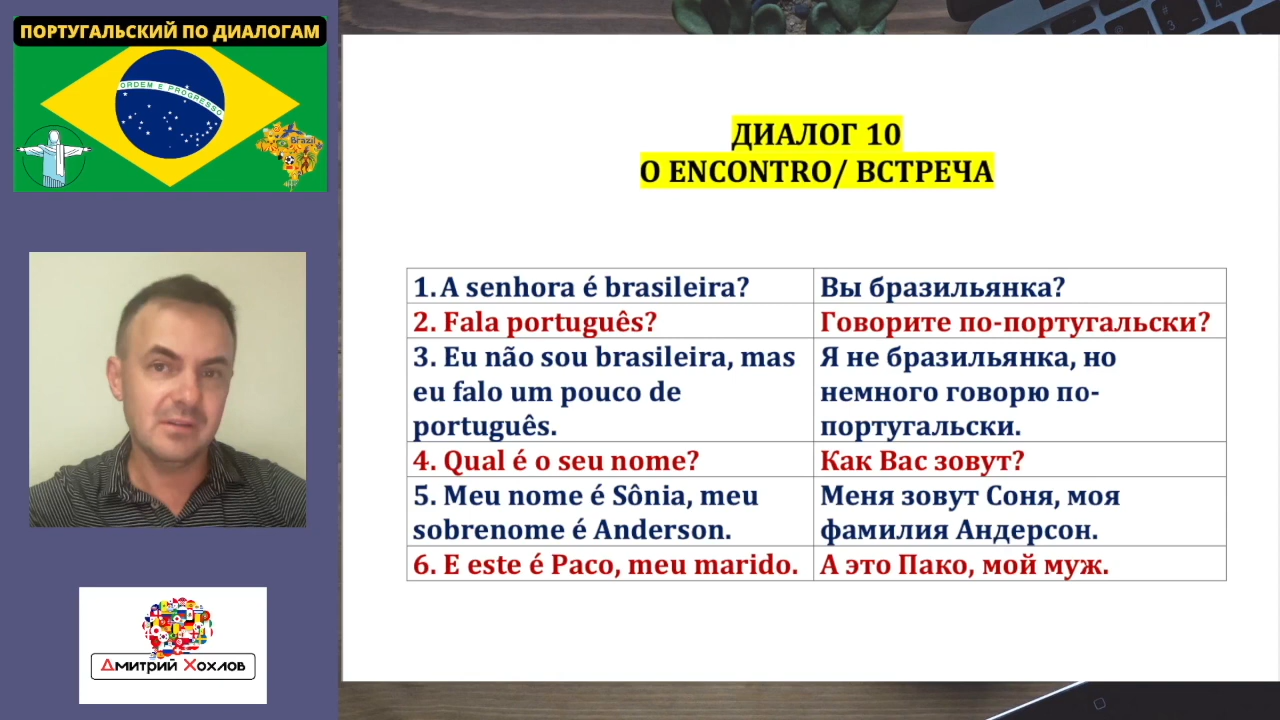 ПОРТУГАЛЬСКИЙ ПО ДИАЛОГАМ
ORDEM E PROGRESSO
Brazil
Дмитрий Хохлов
ДИАЛОГ 10
O ENCONTRO/ ВСТРЕЧА
1. A senhora é brasileira?
Вы бразильянка?
2. Fala português?
Говорите по-португальски?
3. Eu não sou brasileira, mas
eu falo um pouco de
português.
Я не бразильянка, но
немного говорю по-
португальски.
4. Qual é o seu nome?
Как Вас зовут?
5. Meu nome é Sônia, meu
sobrenome é Anderson.
Меня зовут Соня, моя
фамилия Андерсон.
6. E este é Paco, meu marido.
А это Пако, мой муж.